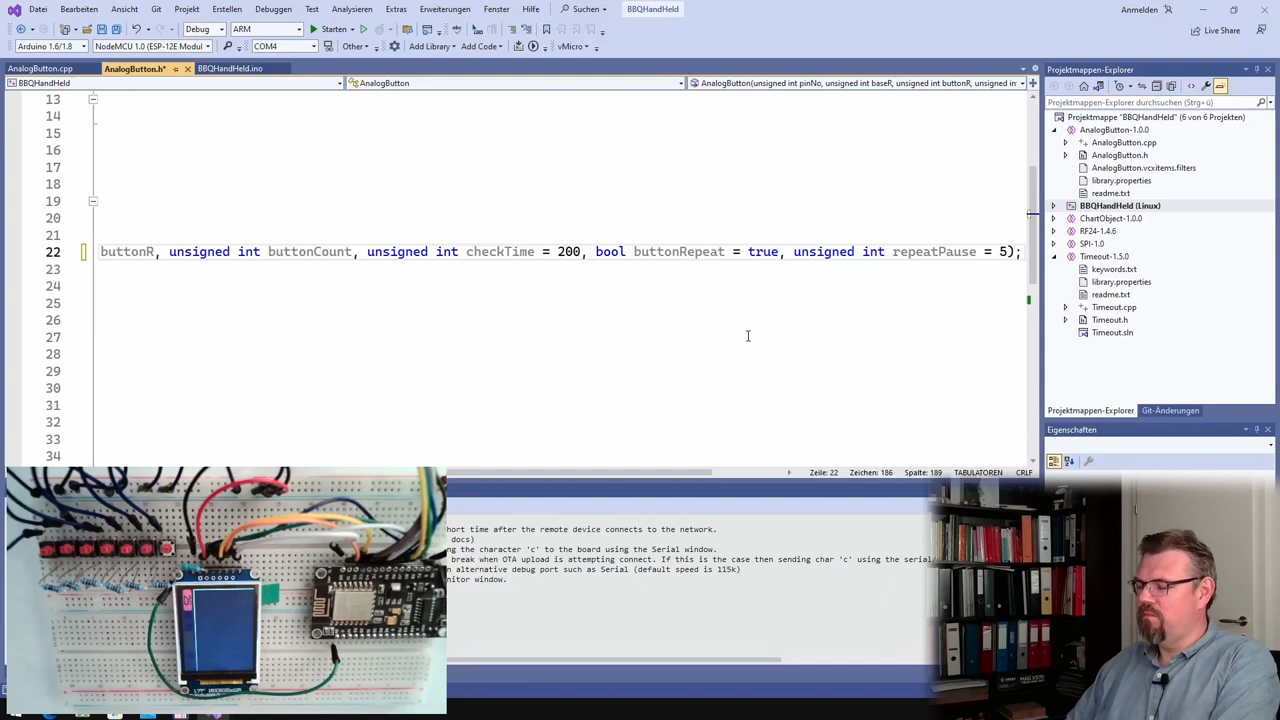 Datei Bearbeiten Ansicht Git Projekt Erstellen Debuggen Test Analysieren Extras Erweiterungen Fenster Hilfe Suchen BBQHandHeld Anmelden
Debug ARM Starten Live Share
Arduino 1.6/1.8 NodeMCU 1.0 (ESP-12E Modul COM4 Other Add Library Add Code vMicro
AnalogButton.cpp AnalogButton.h* BBQHandHeld.ino
BBQHandHeld AnalogButton AnalogButton(unsigned int pinNo, unsigned int baseR, unsigned int buttonR, unsigned in
13
14
15
16
17
18
19
20
21
22 buttonR, unsigned int buttonCount, unsigned int checkTime = 200, bool buttonRepeat = true, unsigned int repeatPause = 5);
23
24
25
26
27
28
29
30
31
32
33
34
Zeile: 22 Zeichen: 186 Spalte: 189 TABULATOREN CRLF
hort time after the remote device connects to the network.
docs)
ng the character 'c' to the board using the Serial window.
break when OTA upload is attempting connect. If this is the case then sending char 'c' using the serial/
n alternative debug port such as Serial (default speed is 115k)
nitor window.
Projektmappen-Explorer
Projektmappen-Explorer durchsuchen (Strg+ü)
Projektmappe "BBQHandHeld" (6 von 6 Projekten)
AnalogButton-1.0.0
AnalogButton.cpp
AnalogButton.h
AnalogButton.vcxitems.filters
library.properties
readme.txt
BBQHandHeld (Linux)
ChartObject-1.0.0
RF24-1.4.6
SPI-1.0
Timeout-1.5.0
keywords.txt
library.properties
readme.txt
Timeout.cpp
Timeout.h
Timeout.sln
Projektmappen-Explorer Git-Änderungen
Eigenschaften